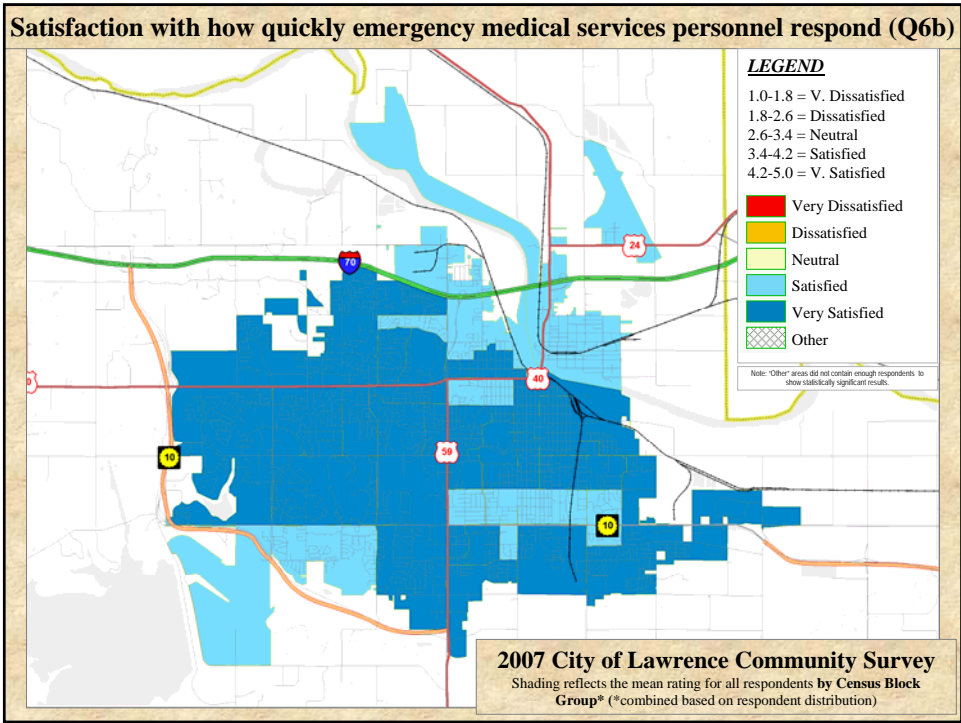 Satisfaction with how quickly emergency medical services personnel respond (Q6b)
LEGEND
1.0-1.8 = V. Dissatisfied
1.8-2.6 = Dissatisfied
2.6-3.4 = Neutral
3.4-4.2 = Satisfied
4.2-5.0 = V. Satisfied
Very Dissatisfied
Dissatisfied
Neutral
Satisfied
Very Satisfied
Other
Note: "Other" areas did not contain enough respondents to
show statistically significant results.
24
70
40
0
59
10
10
2007 City of Lawrence Community Survey
Shading reflects the mean rating for all respondents by Census Block
Group* (*combined based on respondent distribution)